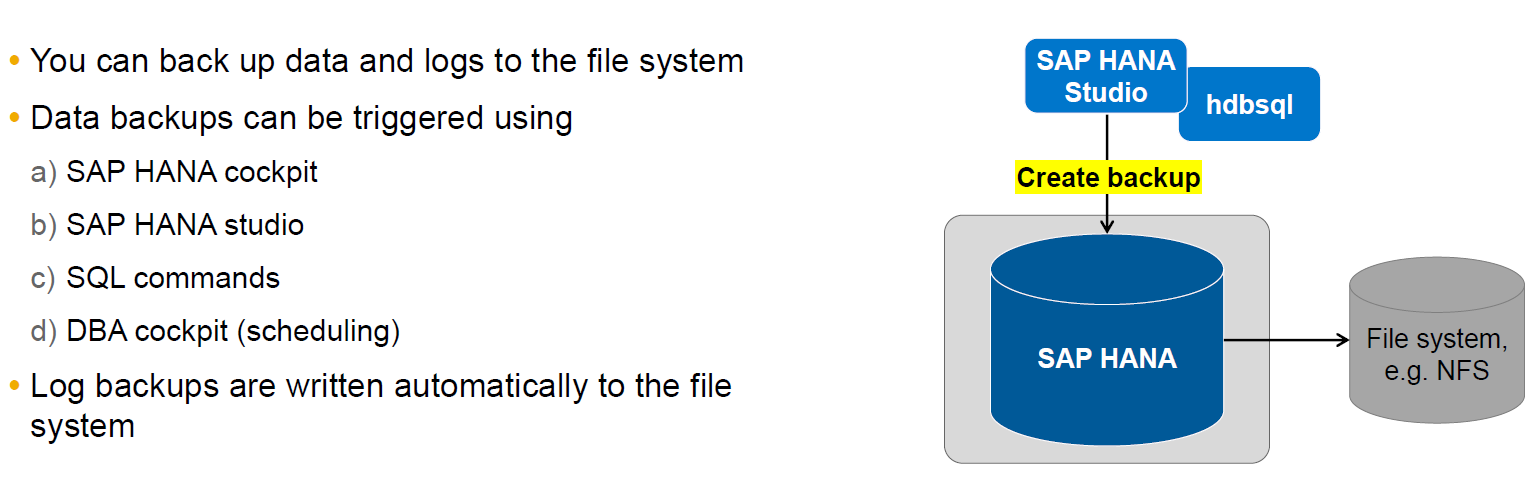 • You can back up data and logs to the file system
• Data backups can be triggered using
a) SAP HANA cockpit
b) SAP HANA studio
c) SQL commands
d) DBA cockpit (scheduling)
• Log backups are written automatically to the file
system
SAP HANA
Studio
hdbsql
Create backup
SAP HANA
File system,
e.g. NFS